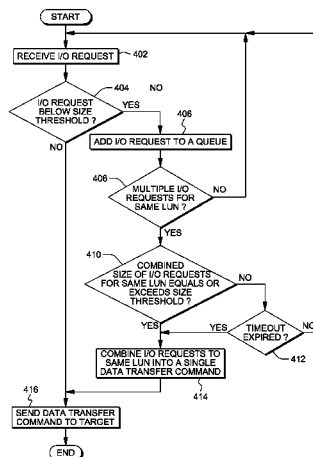 START
RECEIVE I/O REQUEST
402
404
NO
I/O REQUEST
BELOW SIZE
THRESHOLD ?
YES
NO
406
ADD I/O REQUEST TO A QUEUE
408
MULTIPLE I/O
REQUESTS FOR
SAME LUN ?
NO
YES
410
COMBINED
SIZE OF I/O REQUESTS
FOR SAME LUN EQUALS OR
EXCEEDS SIZE
THRESHOLD ?
NO
YES
YES
TIMEOUT
EXPIRED ?
NO
412
COMBINE I/O REQUESTS TO
SAME LUN INTO A SINGLE
DATA TRANSFER COMMAND
414
416
SEND DATA TRANSFER
COMMAND TO TARGET
END